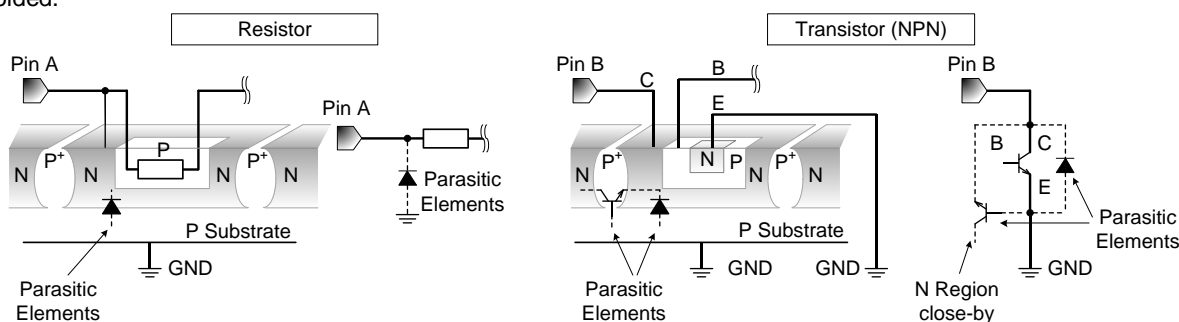 Resistor
Transistor (NPN)
Pin A
Pin A
P
N
P+
N
N
P+
N
Parasitic
Elements
P Substrate
GND
Parasitic
Elements
Pin B
C
B
E
N
P+
N
N
P
N
P+
N
P Substrate
GND
GND
Parasitic
Elements
Pin B
B
C
E
Parasitic
Elements
GND
N Region
close-by